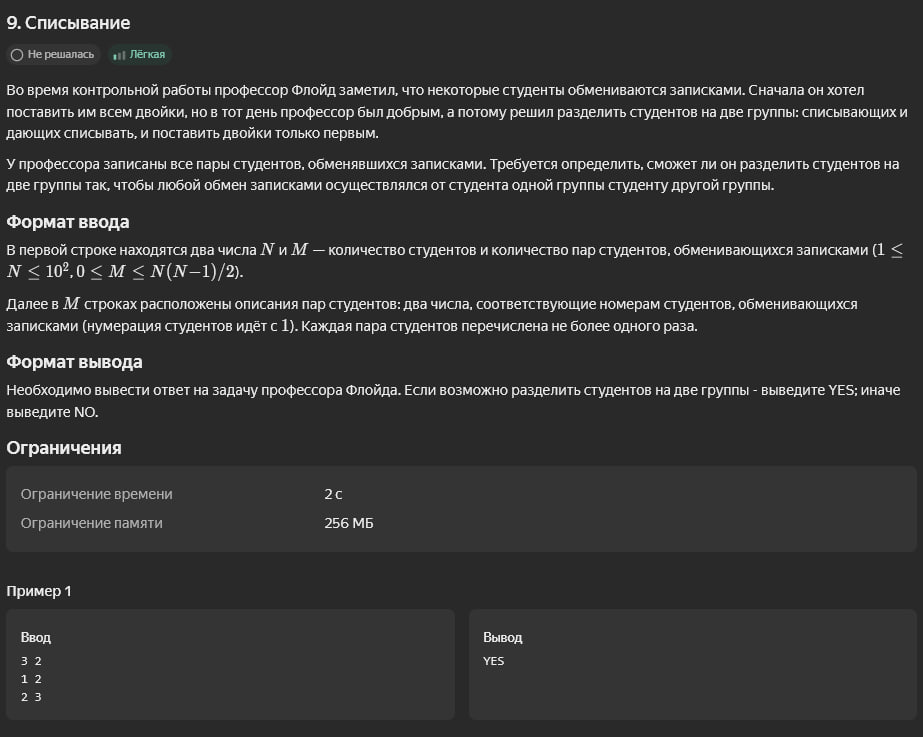 9. Списывание
Не решалась
Лёгкая
Во время контрольной работы профессор Флойд заметил, что некоторые студенты обмениваются записками. Сначала он хотел
поставить им всем двойки, но в тот день профессор был добрым, а потому решил разделить студентов на две группы: списывающих и
дающих списывать, и поставить двойки только первым.
У профессора записаны все пары студентов, обменявшихся записками. Требуется определить, сможет ли он разделить студентов на
две группы так, чтобы любой обмен записками осуществлялся от студента одной группы студенту другой группы.
Формат ввода
В первой строке находятся два числа N и M — количество студентов и количество пар студентов, обменивающихся записками (1 ≤
N ≤ 10², 0 ≤ M ≤ N(N−1)/2).
Далее в M строках расположены описания пар студентов: два числа, соответствующие номерам студентов, обменивающихся
записками (нумерация студентов идёт с 1). Каждая пара студентов перечислена не более одного раза.
Формат вывода
Необходимо вывести ответ на задачу профессора Флойда. Если возможно разделить студентов на две группы - выведите YES; иначе
выведите NO.
Ограничения
Ограничение времени 2 с
Ограничение памяти 256 МБ
Пример 1
Ввод
3 2
1 2
2 3
Вывод
YES